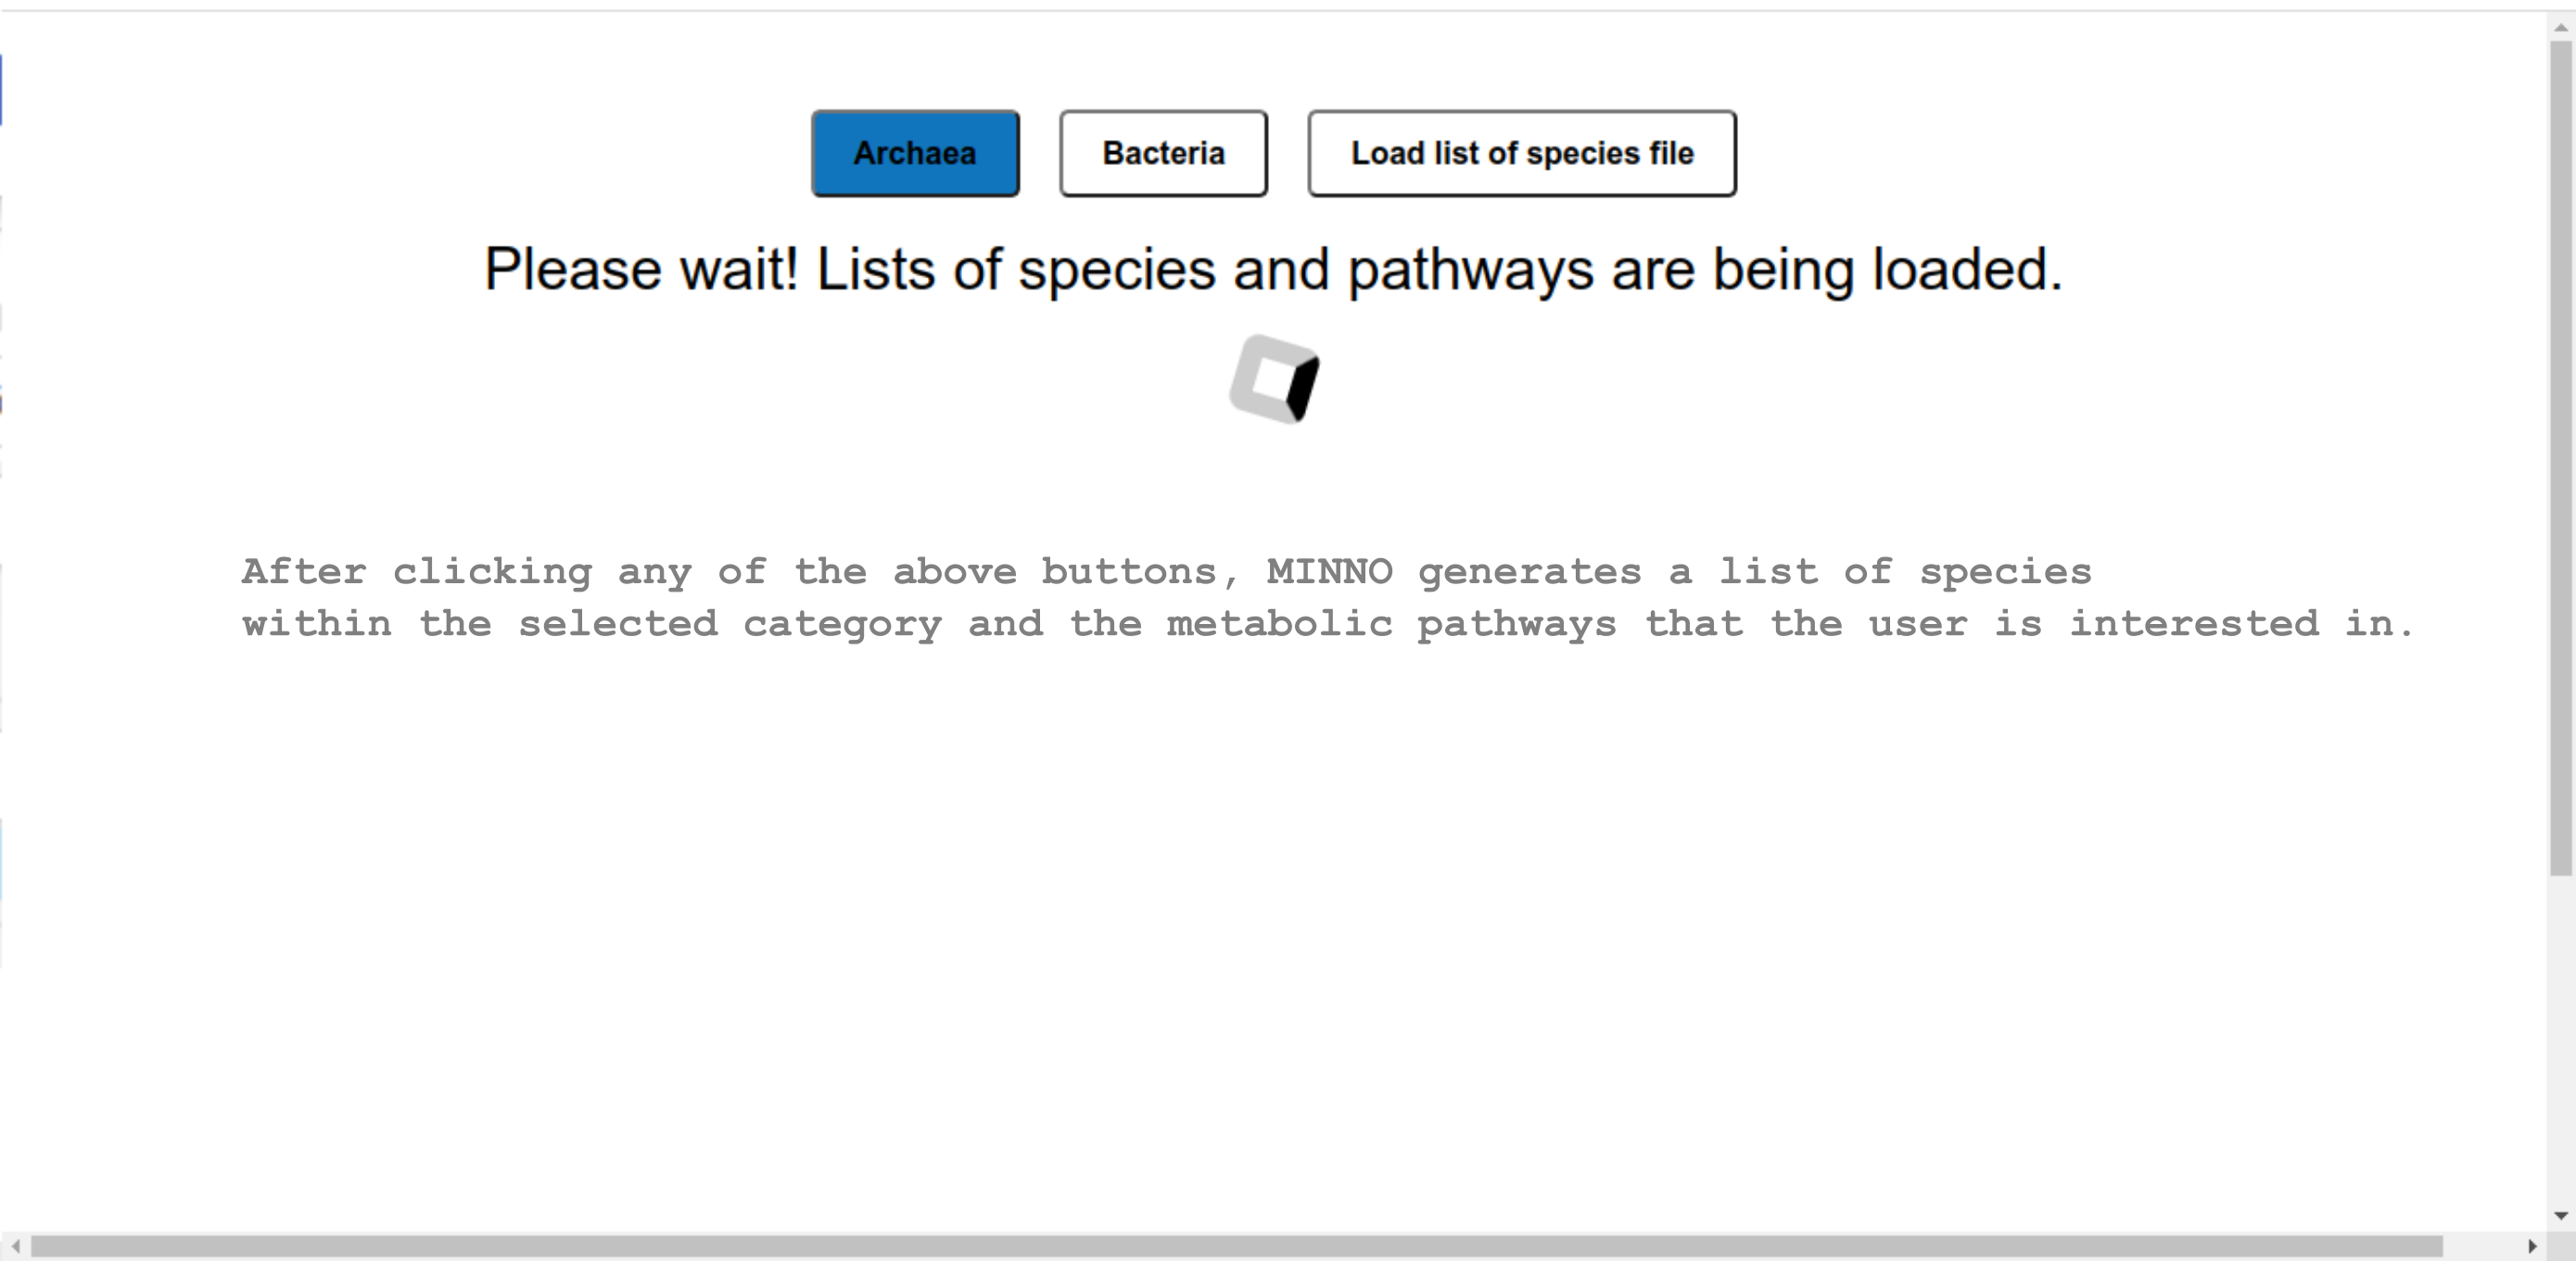 Archaea
Bacteria
Load list of species file
Please wait! Lists of species and pathways are being loaded.
After clicking any of the above buttons, MINNO generates a list of species
within the selected category and the metabolic pathways that the user is interested in.